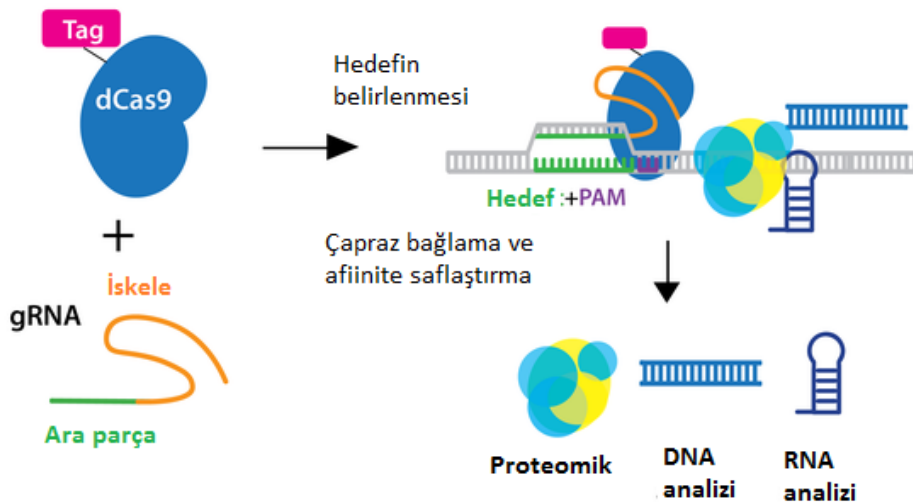 Tag
dCas9
Hedefin
belirlenmesi
Hedef :+PAM
Çapraz bağlama ve
afiinite saflaştırma
İskele
gRNA
Ara parça
Proteomik
DNA
analizi
RNA
analizi